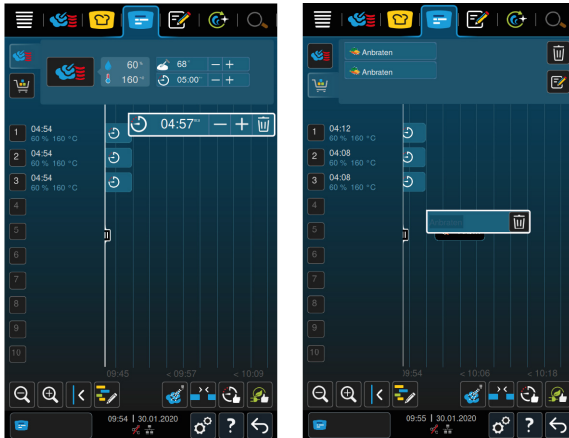 60 %
68°
160 °C
05:00
04:57
1 04:54
60 % 160 °C
2 04:54
60 % 160 °C
3 04:54
60 % 160 °C
4
5
6
7
8
9
10
09:45 < 09:57 < 10:09
09:54 | 30.01.2020
?
Anbraten
Anbraten
1 04:12
60 % 160 °C
2 04:08
60 % 160 °C
3 04:08
60 % 160 °C
4
5
6
7
8
9
10
09:54 < 10:06 < 10:18
09:55 | 30.01.2020
?